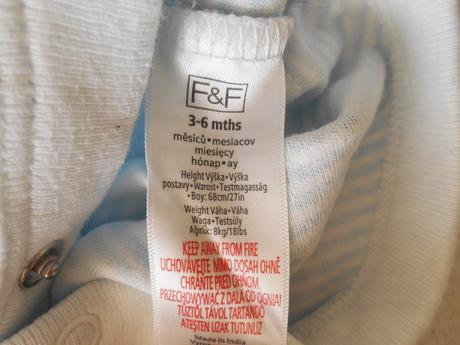 F&F
3-6 mths
měsíců•mesiacov
miesięcy
hónap•ay
Height Výška•Výška
postavy•Wzrost•Testmagasság
•Boy: 68cm/27in
Weight Váha•Váha
Waga•Testsúly
Ağırlık: 8kg/18lbs
KEEP AWAY FROM FIRE
UCHOVÁVEJTE MIMO DOSAH OHNĚ
CHRÁŇTE PRED OHŇOM.
PRZECHOWYWAĆ Z DALA OD OGNIA!
TŰZTŐL TÁVOL TARTANDÓ
ATEŞTEN UZAK TUTUNUZ
Made in India